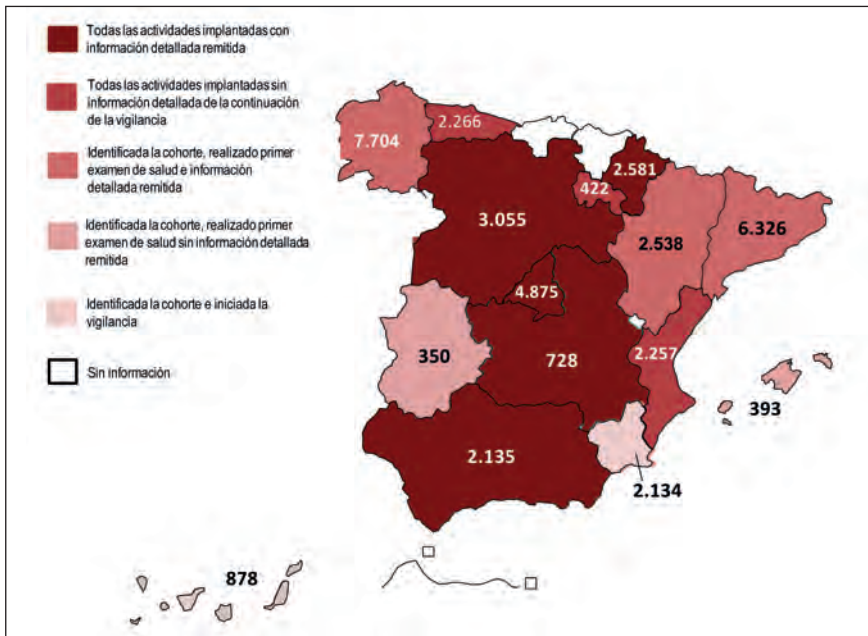 Todas las actividades implantadas con
información detallada remitida
Todas las actividades implantadas sin
información detallada de la continuación
de la vigilancia
Identificada la cohorte, realizado primer
examen de salud e información
detallada remitida
Identificada la cohorte, realizado primer
examen de salud sin información detallada
remitida
Identificada la cohorte e iniciada la
vigilancia
Sin información
7.704
2.266
2.581
422
3.055
2.538
6.326
4.875
350
728
2.257
393
2.135
2.134
878